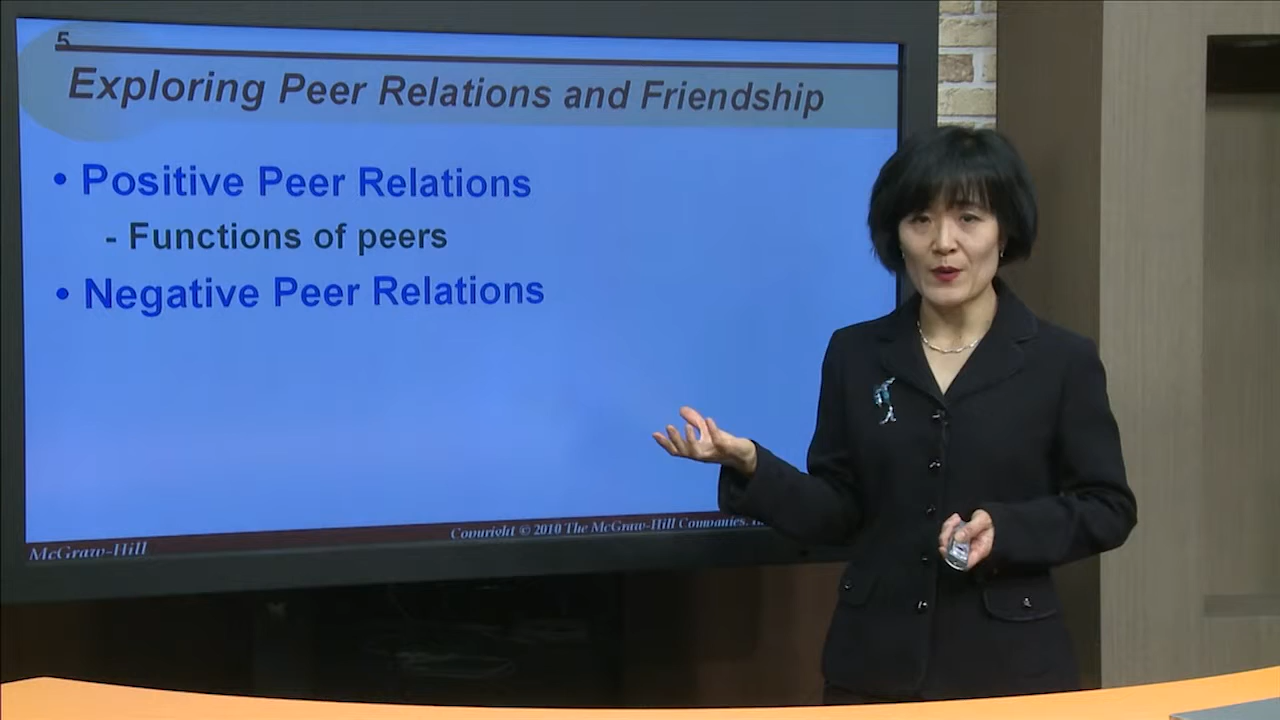 5
Exploring Peer Relations and Friendship
• Positive Peer Relations
- Functions of peers
• Negative Peer Relations
McGraw-Hill
Copyright © 2010 The McGraw-Hill Companies,